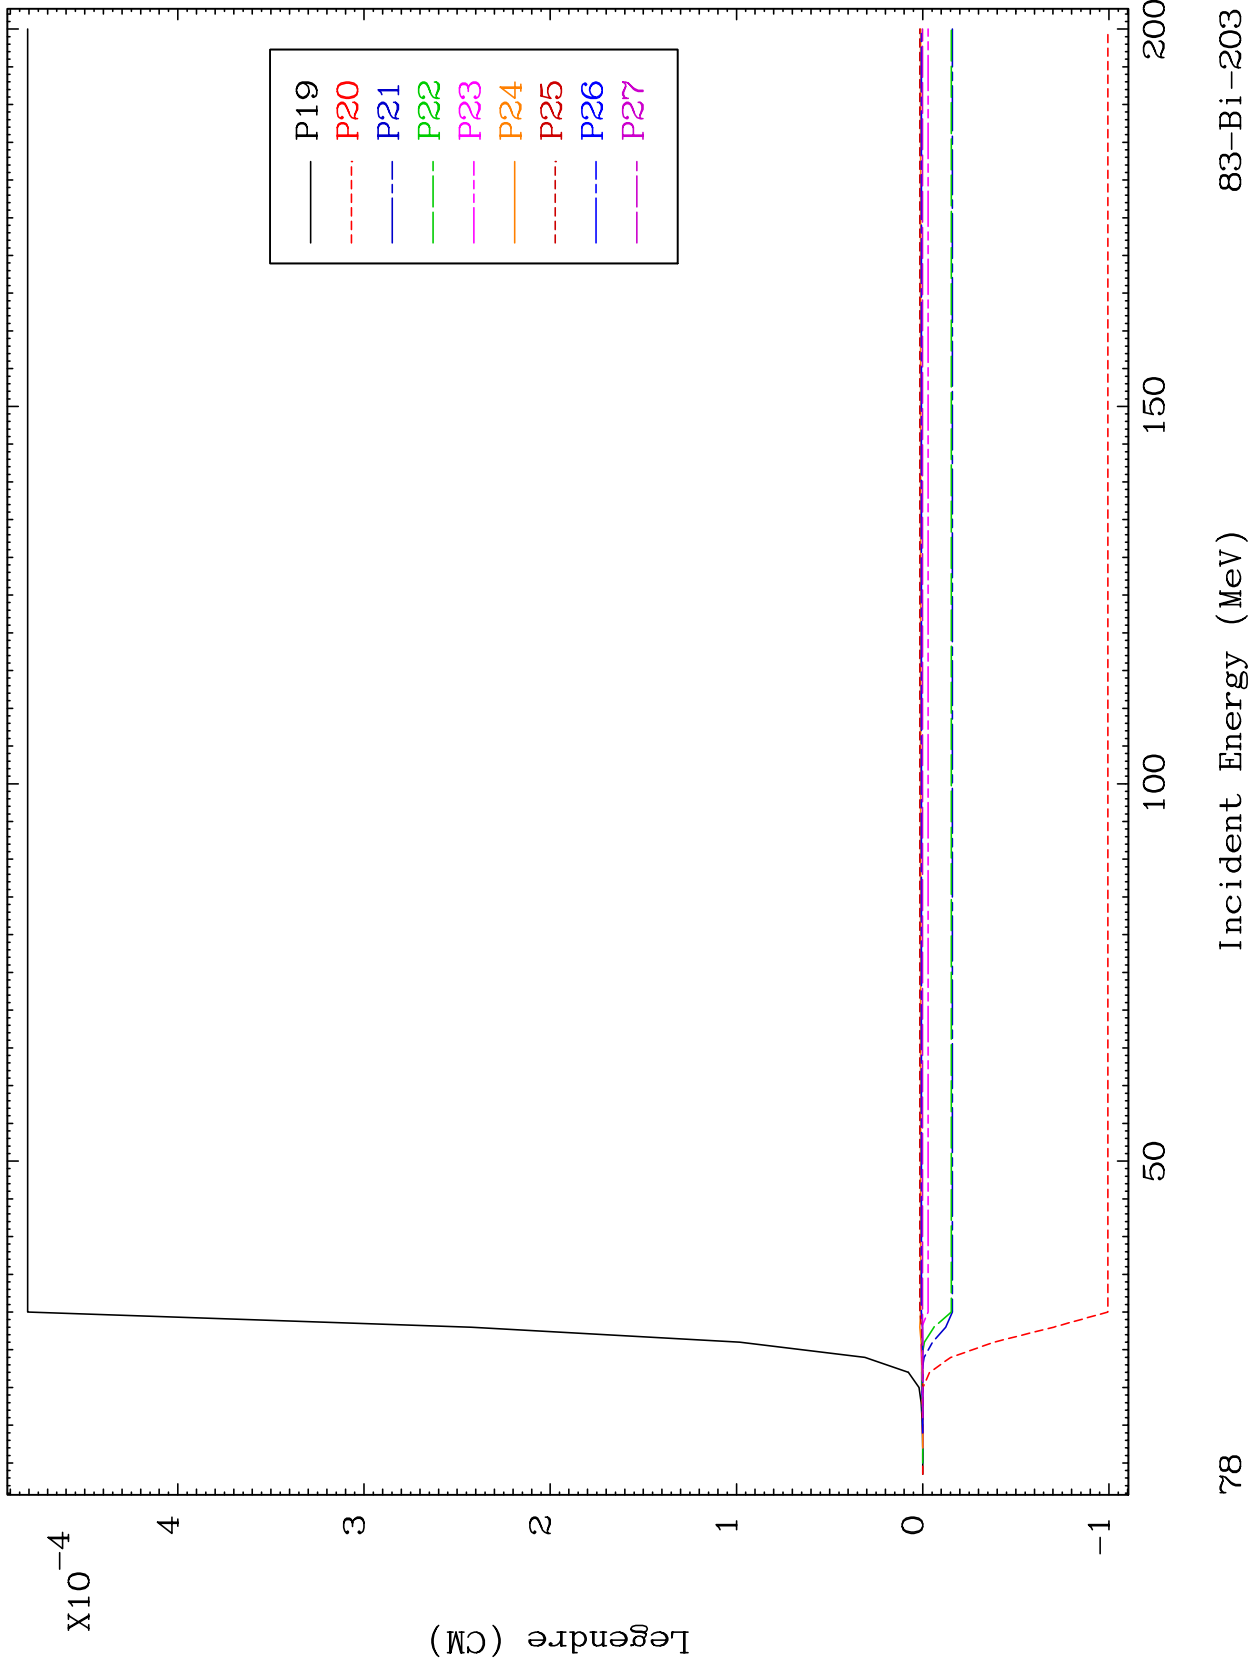 X10-4
Legendre (CM)
4
3
2
1
0
-1
P19
P20
P21
P22
P23
P24
P25
P26
P27
50
100
150
200
Incident Energy (MeV)
78
83-Bi-203